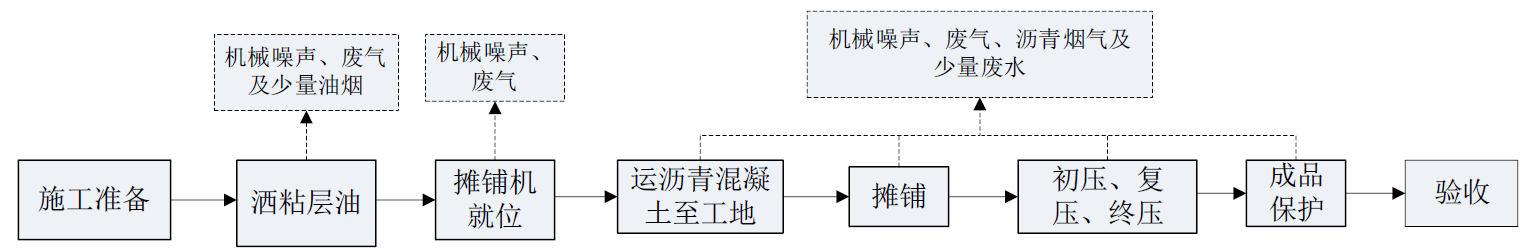 机械噪声、废气
及少量油烟
机械噪声、
废气
机械噪声、废气、沥青烟气及
少量废水
施工准备
洒粘层油
摊铺机
就位
运沥青混凝
土至工地
摊铺
初压、复
压、终压
成品
保护
验收